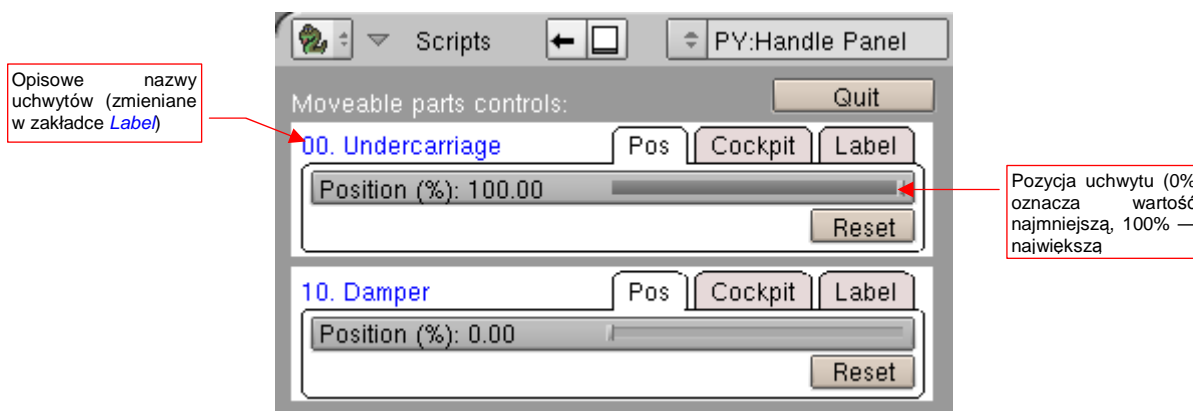 Scripts
PY:Handle Panel
Opisowe nazwy
uchwytów (zmieniane
w zakładce Label)
Moveable parts controls:
Quit
00. Undercarriage
Pos Cockpit Label
Position (%): 100.00
Reset
Pozycja uchwytu (0%
oznacza wartość
najmniejszą, 100% —
największą
10. Damper
Pos Cockpit Label
Position (%): 0.00
Reset